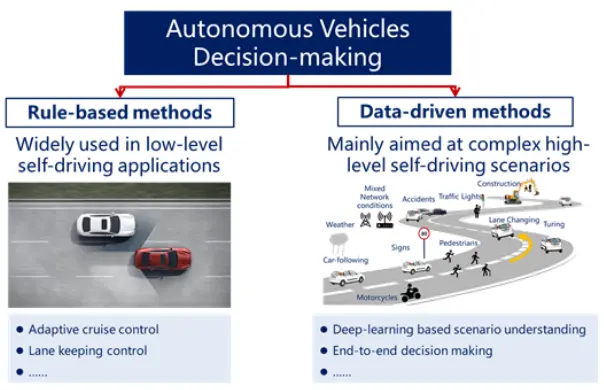 Autonomous Vehicles
Decision-making
Rule-based methods
Widely used in low-level
self-driving applications
● Adaptive cruise control
● Lane keeping control
● ......
Data-driven methods
Mainly aimed at complex high-
level self-driving scenarios
Construction
Mixed
Network
conditions
Accidents
Traffic Lights
Lane Changing
Turing
Weather
Signs
Pedestrians
Car-following
Motorcycles
● Deep-learning based scenario understanding
● End-to-end decision making
● ......